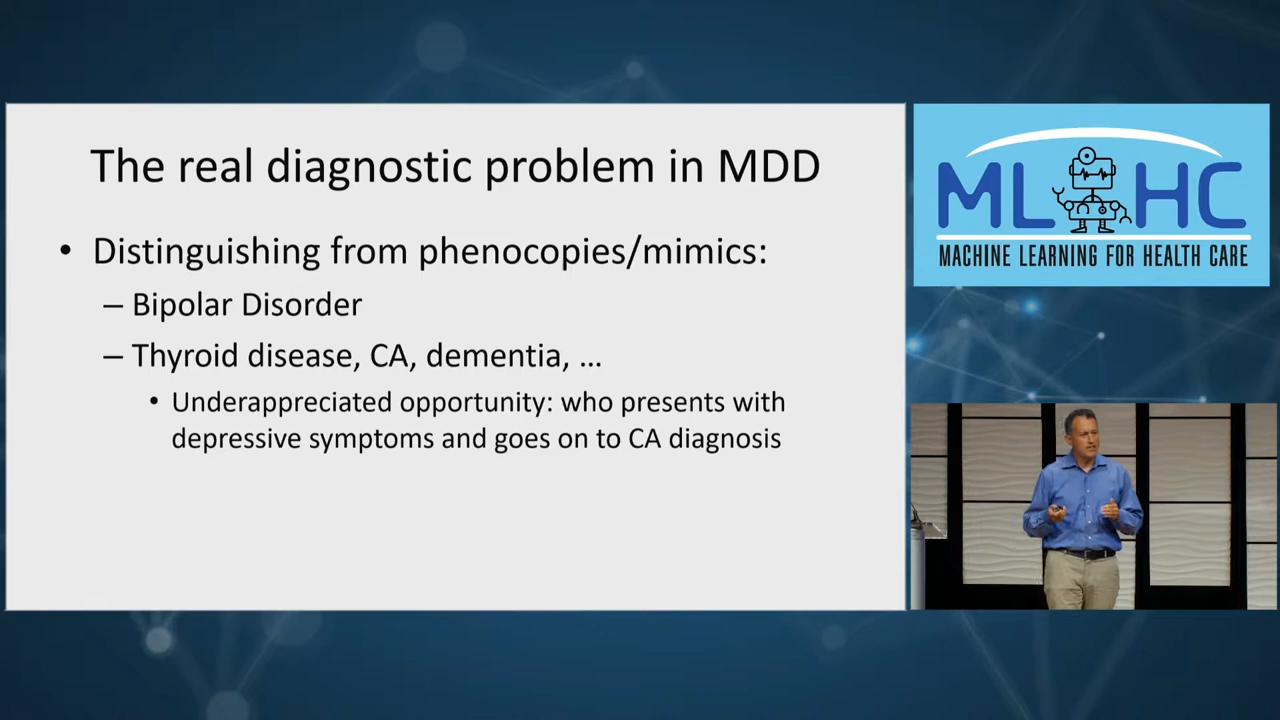 The real diagnostic problem in MDD
• Distinguishing from phenocopies/mimics:
– Bipolar Disorder
– Thyroid disease, CA, dementia, ...
• Underappreciated opportunity: who presents with
depressive symptoms and goes on to CA diagnosis
ML HC
MACHINE LEARNING FOR HEALTH CARE